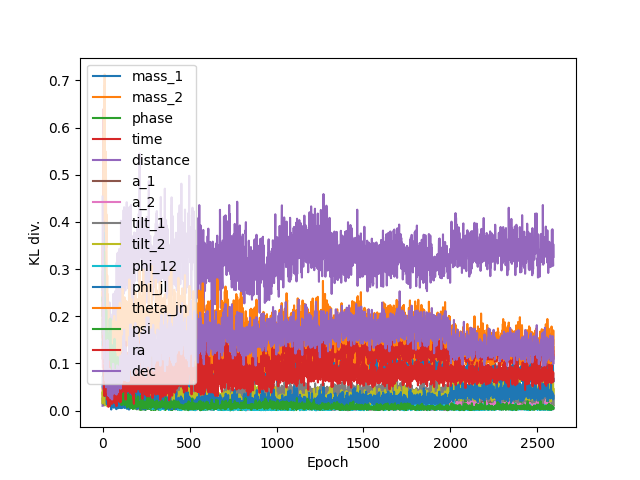 KL div.
0.7
0.6
0.5
0.4
0.3
0.2
0.1
0.0
mass_1
mass_2
phase
time
distance
a_1
a_2
tilt_1
tilt_2
phi_12
phi_jl
theta_jn
psi
ra
dec
0
500
1000
1500
2000
2500
Epoch